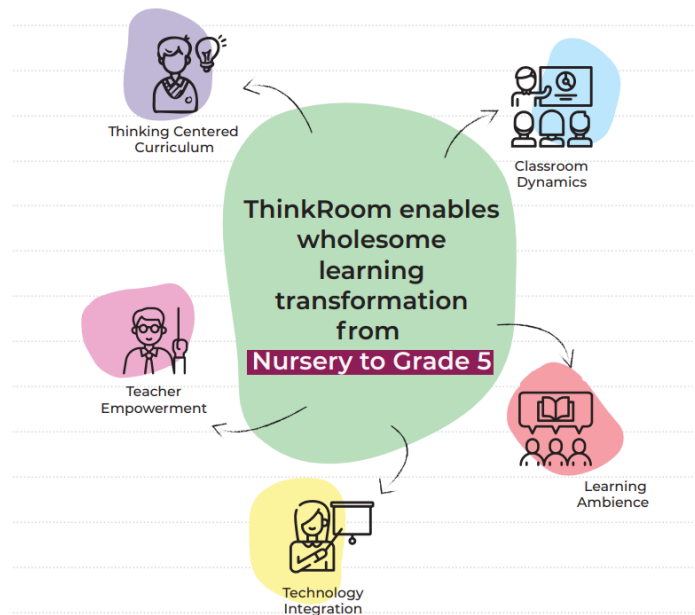 Thinking Centered
Curriculum
Classroom
Dynamics
ThinkRoom enables
wholesome
learning
transformation
from
Nursery to Grade 5
Teacher
Empowerment
Learning
Ambience
Technology
Integration